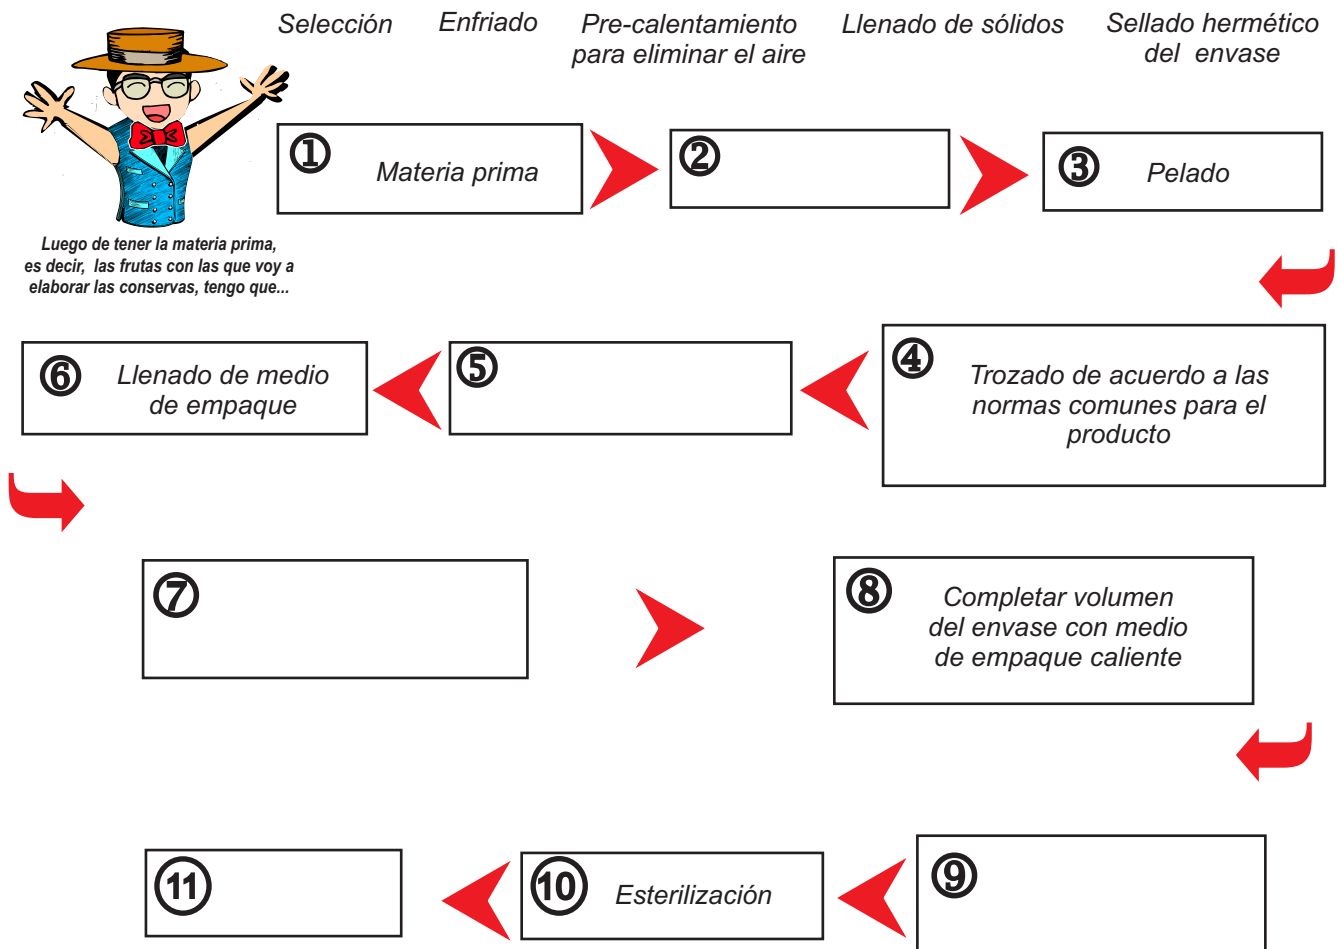 Selección
Enfriado
Pre-calentamiento
para eliminar el aire
Llenado de sólidos
Sellado hermético
del envase
Luego de tener la materia prima,
es decir, las frutas con las que voy a
elaborar las conservas, tengo que...
1 Materia prima
2
3 Pelado
4 Trozado de acuerdo a las
normas comunes para el
producto
5
6 Llenado de medio
de empaque
7
8 Completar volumen
del envase con medio
de empaque caliente
9
10 Esterilización
11